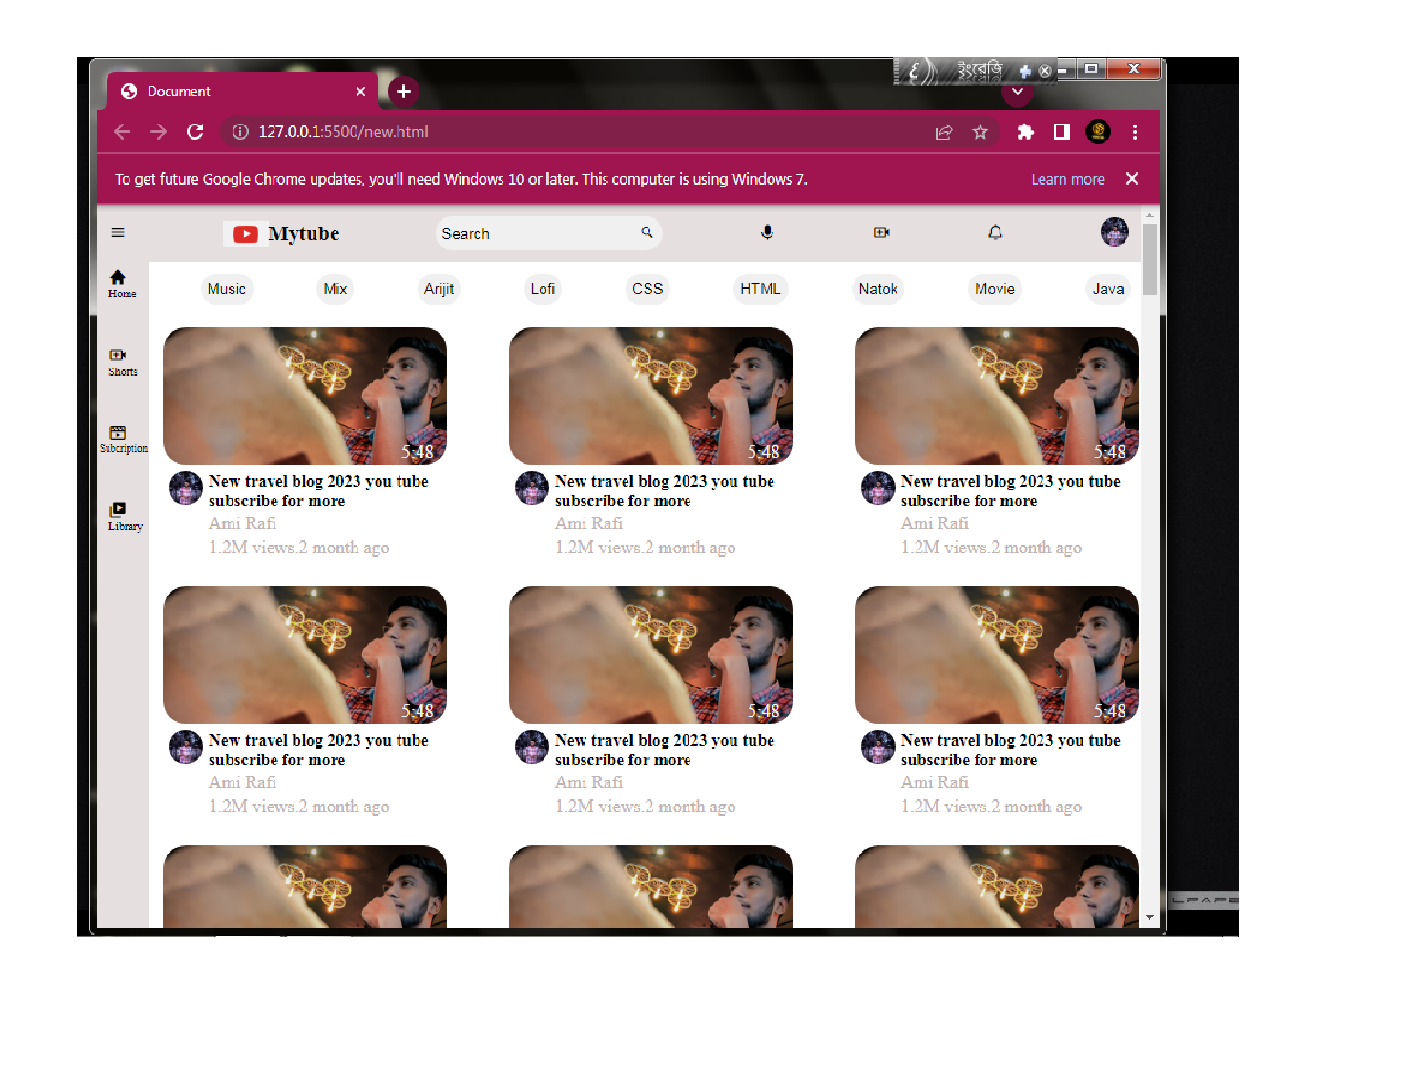 ইংরেজি
Document
127.0.0.1:5500/new.html
To get future Google Chrome updates, you'll need Windows 10 or later. This computer is using Windows 7. Learn more
Mytube Search
Home
Music Mix Arijit Lofi CSS HTML Natok Movie Java
Shorts
Subcription
Library
5:48 5:48 5:48
New travel blog 2023 you tube
subscribe for more
Ami Rafi
1.2M views.2 month ago
New travel blog 2023 you tube
subscribe for more
Ami Rafi
1.2M views.2 month ago
New travel blog 2023 you tube
subscribe for more
Ami Rafi
1.2M views.2 month ago
5:48 5:48 5:48
New travel blog 2023 you tube
subscribe for more
Ami Rafi
1.2M views.2 month ago
New travel blog 2023 you tube
subscribe for more
Ami Rafi
1.2M views.2 month ago
New travel blog 2023 you tube
subscribe for more
Ami Rafi
1.2M views.2 month ago